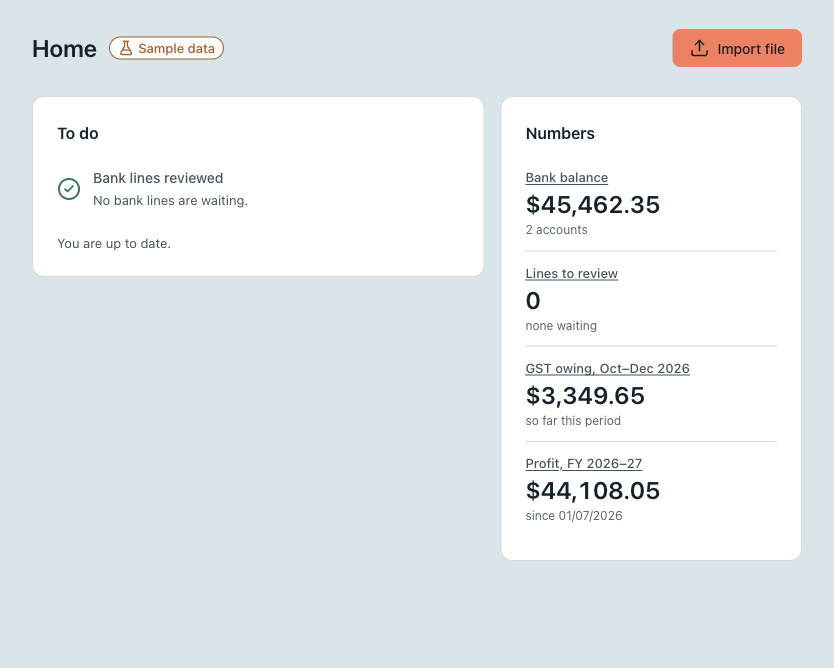 Home
Sample data
Import file
To do
Bank lines reviewed
No bank lines are waiting.
You are up to date.
Numbers
Bank balance
$45,462.35
2 accounts
Lines to review
0
none waiting
GST owing, Oct–Dec 2026
$3,349.65
so far this period
Profit, FY 2026–27
$44,108.05
since 01/07/2026